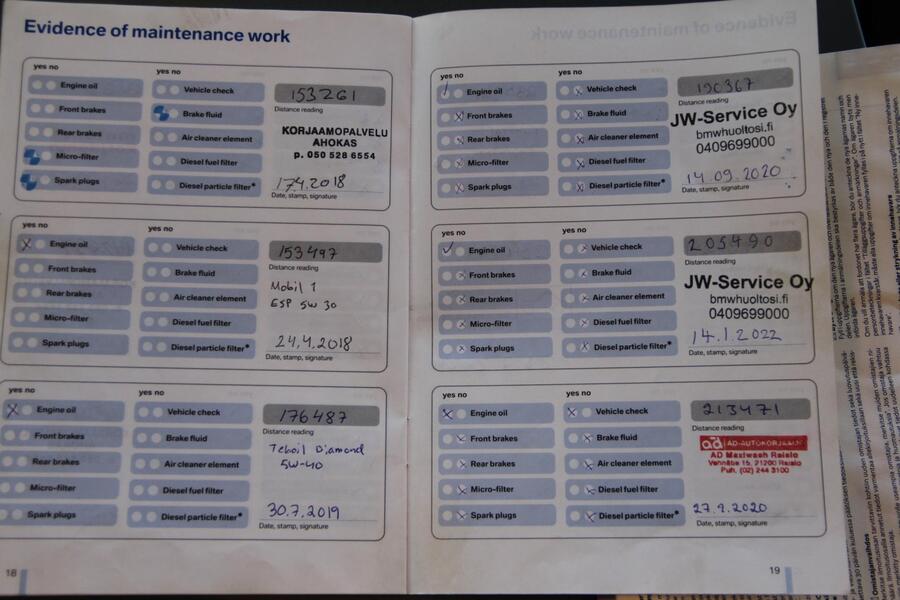 Evidence of maintenance work
yes no
Engine oil
Front brakes
Rear brakes
Micro-filter
Spark plugs
yes no
Vehicle check
Brake fluid
Air cleaner element
Diesel fuel filter
Diesel particle filter*
153261
Distance reading
KORJAAMOPALVELU
AHOKAS
p. 050 528 6554
17.4.2018
Date, stamp, signature
yes no
Engine oil
Front brakes
Rear brakes
Micro-filter
Spark plugs
yes no
Vehicle check
Brake fluid
Air cleaner element
Diesel fuel filter
Diesel particle filter*
153497
Distance reading
Mobil 1
ESP 5W 30
24.4.2018
Date, stamp, signature
yes no
Engine oil
Front brakes
Rear brakes
Micro-filter
Spark plugs
yes no
Vehicle check
Brake fluid
Air cleaner element
Diesel fuel filter
Diesel particle filter*
176487
Distance reading
Teboil Diamond
5W-40
30.7.2019
Date, stamp, signature
18
yes no
Engine oil
Front brakes
Rear brakes
Micro-filter
Spark plugs
yes no
Vehicle check
Brake fluid
Air cleaner element
Diesel fuel filter
Diesel particle filter*
190367
Distance reading
JW-Service Oy
bmwhuoltosi.fi
0409699000
14.09.2020
Date, stamp, signature
yes no
Engine oil
Front brakes
Rear brakes
Micro-filter
Spark plugs
yes no
Vehicle check
Brake fluid
Air cleaner element
Diesel fuel filter
Diesel particle filter*
205490
Distance reading
JW-Service Oy
bmwhuoltosi.fi
0409699000
14.1.2022
Date, stamp, signature
yes no
Engine oil
Front brakes
Rear brakes
Micro-filter
Spark plugs
yes no
Vehicle check
Brake fluid
Air cleaner element
Diesel fuel filter
Diesel particle filter*
213471
Distance reading
ad AD-AUTOKORJAAMO
AD Maxiwash Raisio
21200 Raisio
Puh. (02) 244 3100
27.9.2020
Date, stamp, signature
19
Omistajanvaihdos